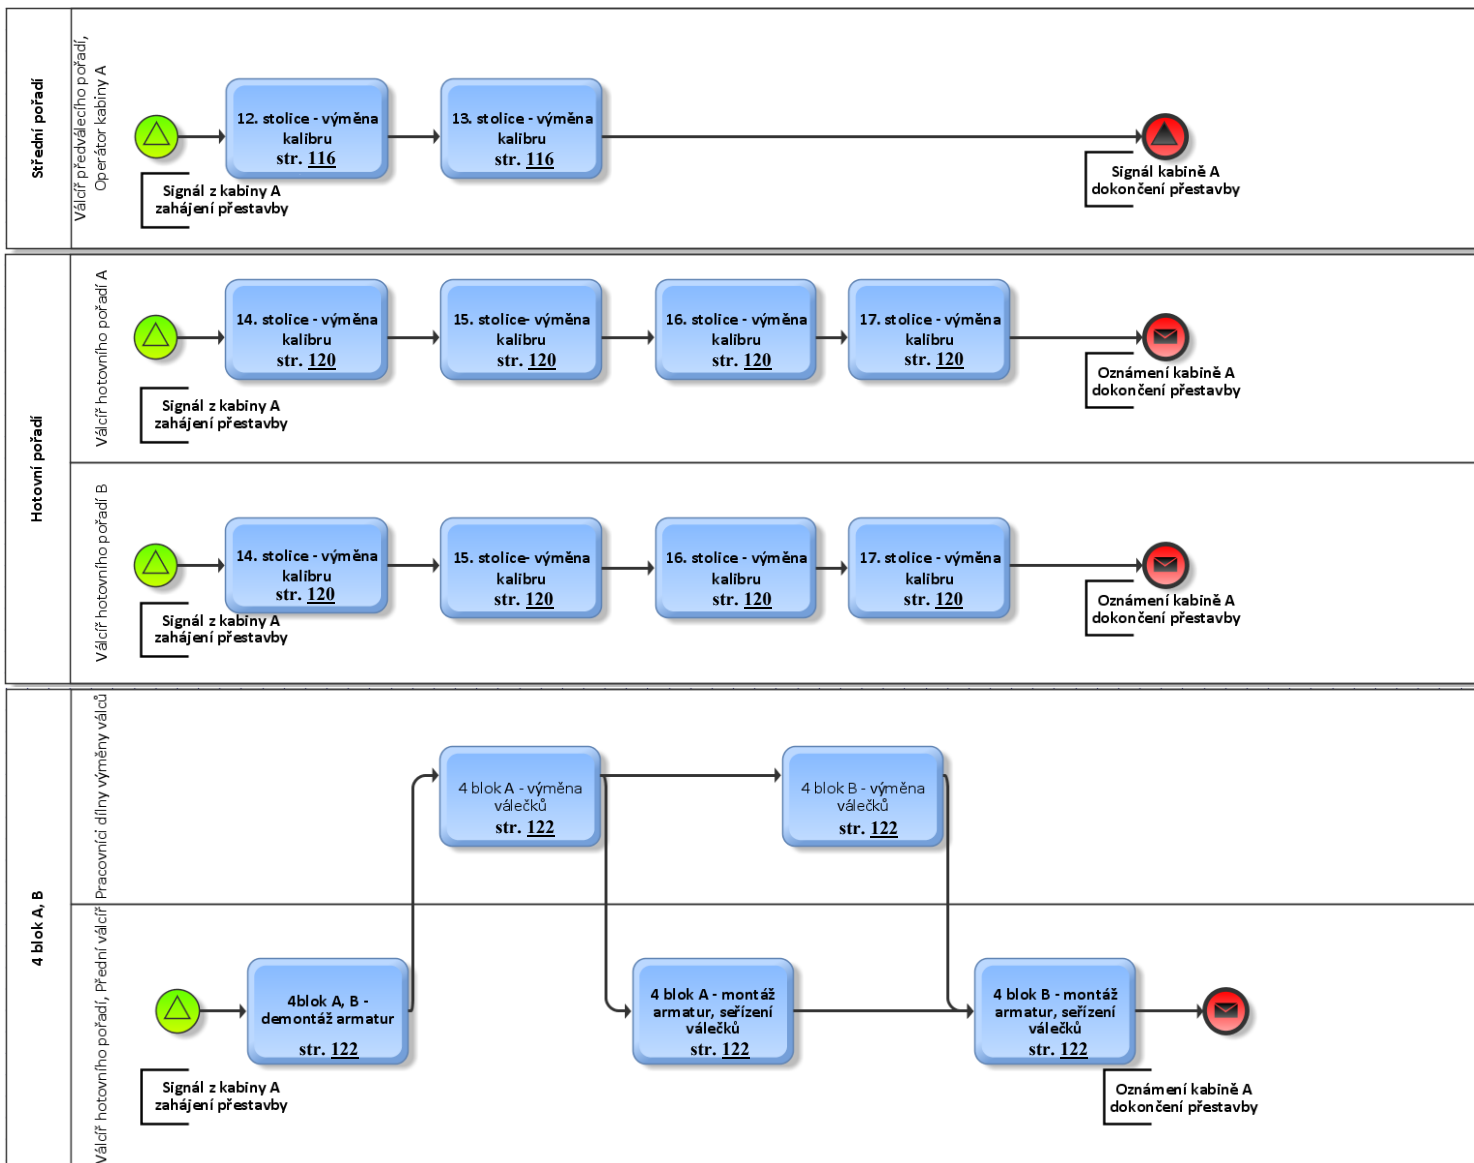 Střední pořadí
Válcíř předválecího pořadí,
Operátor kabiny A
12. stolice - výměna
kalibru
str. 116
13. stolice - výměna
kalibru
str. 116
Signál z kabiny A
zahájení přestavby
Signál kabině A
dokončení přestavby
Hotovní pořadí
Válcíř hotovního pořadí A
14. stolice - výměna
kalibru
str. 120
15. stolice- výměna
kalibru
str. 120
16. stolice - výměna
kalibru
str. 120
17. stolice - výměna
kalibru
str. 120
Signál z kabiny A
zahájení přestavby
Oznámení kabině A
dokončení přestavby
Válcíř hotovního pořadí B
14. stolice - výměna
kalibru
str. 120
15. stolice- výměna
kalibru
str. 120
16. stolice - výměna
kalibru
str. 120
17. stolice - výměna
kalibru
str. 120
Signál z kabiny A
zahájení přestavby
Oznámení kabině A
dokončení přestavby
4 blok A, B
Pracovníci dílny výměny válců
4 blok A - výměna
válečků
str. 122
4 blok B - výměna
válečků
str. 122
Válcíř hotovního pořadí, Přední válcíř
4blok A, B -
demontáž armatur
str. 122
4 blok A - montáž
armatur, seřízení
válečků
str. 122
4 blok B - montáž
armatur, seřízení
válečků
str. 122
Signál z kabiny A
zahájení přestavby
Oznámení kabině A
dokončení přestavby